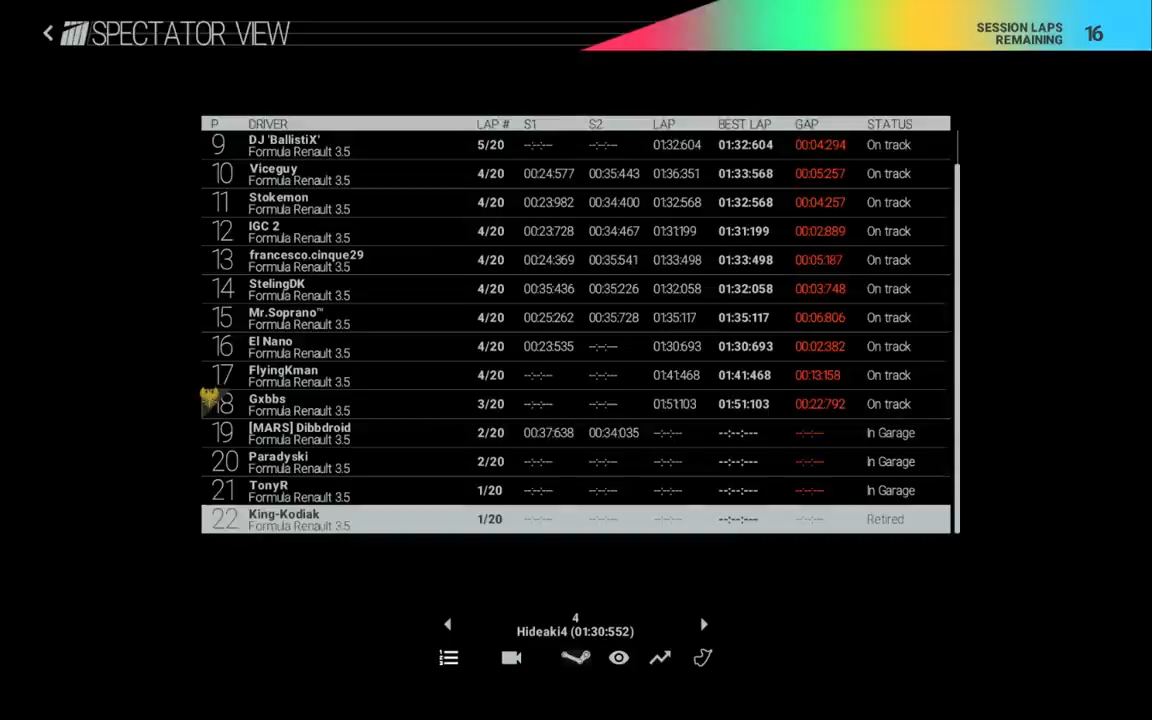 SPECTATOR VIEW
SESSION LAPS REMAINING 16
P DRIVER LAP # S1 S2 LAP BEST LAP GAP STATUS
9 DJ 'BallistiX' Formula Renault 3.5 5/20 --:--:--- --:--:--- 01:32:604 01:32:604 00:04:294 On track
10 Viceguy Formula Renault 3.5 4/20 00:24:577 00:35:443 01:36:351 01:33:568 00:05:257 On track
11 Stokemon Formula Renault 3.5 4/20 00:23:982 00:34:400 01:32:568 01:32:568 00:04:257 On track
12 IGC 2 Formula Renault 3.5 4/20 00:23:728 00:34:467 01:31:199 01:31:199 00:02:889 On track
13 francesco.cinque29 Formula Renault 3.5 4/20 00:24:369 00:35:541 01:33:498 01:33:498 00:05:187 On track
14 StelingDK Formula Renault 3.5 4/20 00:35:436 00:35:226 01:32:058 01:32:058 00:03:748 On track
15 Mr.Soprano™ Formula Renault 3.5 4/20 00:25:262 00:35:728 01:35:117 01:35:117 00:06:806 On track
16 El Nano Formula Renault 3.5 4/20 00:23:535 --:--:--- 01:30:693 01:30:693 00:02:382 On track
17 FlyingKman Formula Renault 3.5 4/20 --:--:--- --:--:--- 01:41:468 01:41:468 00:13:158 On track
18 Gxbbs Formula Renault 3.5 3/20 --:--:--- --:--:--- 01:51:103 01:51:103 00:22:792 On track
19 [MARS] Dibbdroid Formula Renault 3.5 2/20 00:37:638 00:34:035 --:--:--- --:--:--- --:--:--- In Garage
20 Paradyski Formula Renault 3.5 2/20 --:--:--- --:--:--- --:--:--- --:--:--- --:--:--- In Garage
21 TonyR Formula Renault 3.5 1/20 --:--:--- --:--:--- --:--:--- --:--:--- --:--:--- In Garage
22 King-Kodiak Formula Renault 3.5 1/20 --:--:--- --:--:--- --:--:--- --:--:--- --:--:--- Retired
4
Hideaki4 (01:30:552)